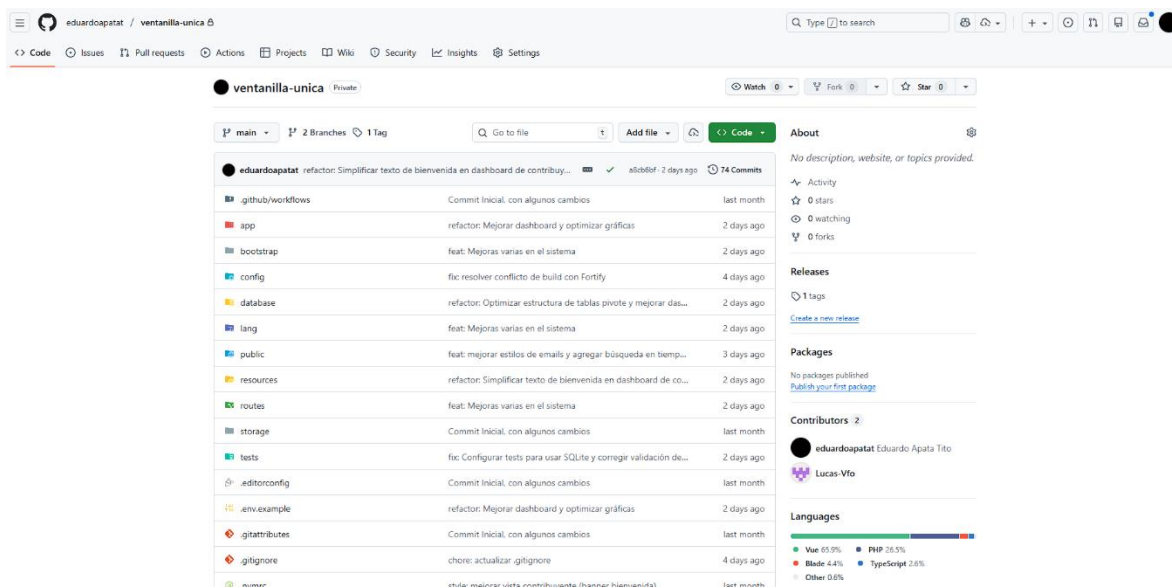 eduardoapatat / ventanilla-unica
Type / to search
Code Issues Pull requests Actions Projects Wiki Security Insights Settings
ventanilla-unica Private
Watch 0 Fork 0 Star 0
main 2 Branches 1 Tag Go to file t Add file Code
About
No description, website, or topics provided.
eduardoapatat refactor: Simplificar texto de bienvenida en dashboard de contribuy... 2 days ago 74 Commits
Activity
.github/workflows Commit Inicial, con algunos cambios last month
0 stars
app refactor: Mejorar dashboard y optimizar gráficas 2 days ago
0 watching
0 forks
bootstrap feat: Mejoras varias en el sistema 2 days ago
config fix: resolver conflicto de build con Fortify 4 days ago
Releases
database refactor: Optimizar estructura de tablas pivote y mejorar das... 2 days ago
1 tags
Create a new release
lang feat: Mejoras varias en el sistema 2 days ago
public feat: mejorar estilos de emails y agregar búsqueda en tiemp... 3 days ago
Packages
No packages published
Publish your first package
resources refactor: Simplificar texto de bienvenida en dashboard de co... 2 days ago
routes feat: Mejoras varias en el sistema 2 days ago
Contributors 2
storage Commit Inicial, con algunos cambios last month
eduardoapatat Eduardo Apata Tito
tests fix: Configurar tests para usar SQLite y corregir validación de... 2 days ago
Lucas-Vfo
.editorconfig Commit Inicial, con algunos cambios last month
.env.example refactor: Mejorar dashboard y optimizar gráficas 2 days ago
Languages
.gitattributes Commit Inicial, con algunos cambios last month
Vue 65.9% PHP 26.5%
.gitignore chore: actualizar .gitignore 4 days ago
Blade 4.4% TypeScript 2.6%
Other 0.6%
.nvmrc style: mejorar vista contribuyente (banner bienvenida) last month